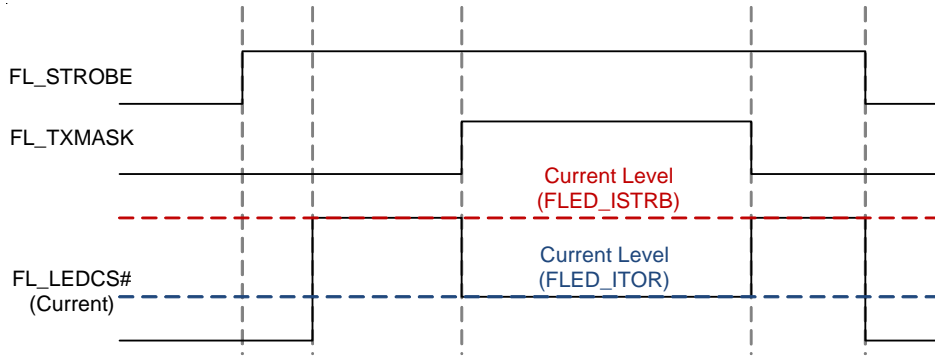 FL_STROBE
FL_TXMASK
Current Level
(FLED_ISTRB)
Current Level
(FLED_ITOR)
FL_LEDCS#
(Current)